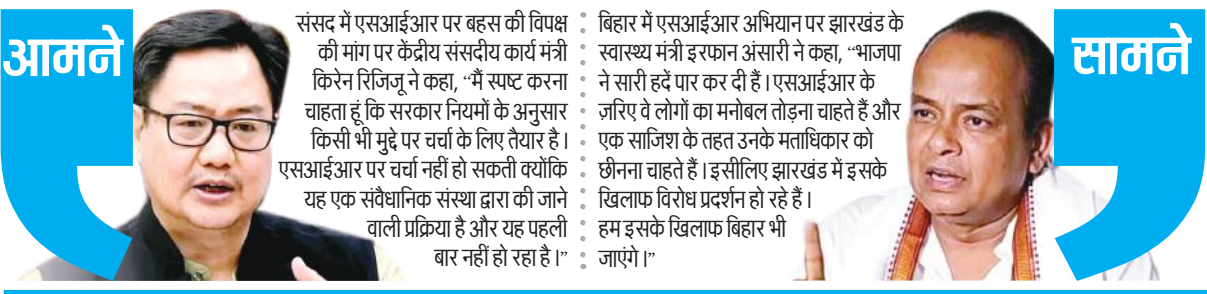 आमने
संसद में एसआईआर पर बहस की विपक्ष
की मांग पर केंद्रीय संसदीय कार्य मंत्री
किरेन रिजिजू ने कहा, “मैं स्पष्ट करना
चाहता हूं कि सरकार नियमों के अनुसार
किसी भी मुद्दे पर चर्चा के लिए तैयार है।
एसआईआर पर चर्चा नहीं हो सकती क्योंकि
यह एक संवैधानिक संस्था द्वारा की जाने
वाली प्रक्रिया है और यह पहली
बार नहीं हो रहा है।”
बिहार में एसआईआर अभियान पर झारखंड के
स्वास्थ्य मंत्री इरफान अंसारी ने कहा, “भाजपा
ने सारी हदें पार कर दी हैं। एसआईआर के
ज़रिए वे लोगों का मनोबल तोड़ना चाहते हैं और
एक साजिश के तहत उनके मताधिकार को
छीनना चाहते हैं। इसीलिए झारखंड में इसके
खिलाफ विरोध प्रदर्शन हो रहे हैं।
हम इसके खिलाफ बिहार भी
जाएंगे।”
सामने